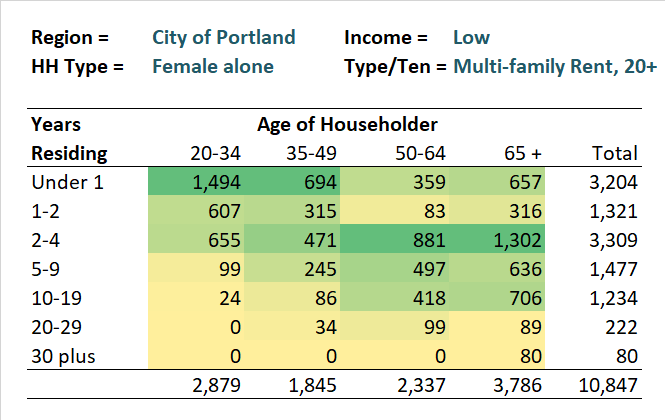 Region = City of Portland Income = Low
HH Type = Female alone Type/Ten = Multi-family Rent, 20+
Years Age of Householder
Residing 20-34 35-49 50-64 65 + Total
Under 1 1,494 694 359 657 3,204
1-2 607 315 83 316 1,321
2-4 655 471 881 1,302 3,309
5-9 99 245 497 636 1,477
10-19 24 86 418 706 1,234
20-29 0 34 99 89 222
30 plus 0 0 0 80 80
2,879 1,845 2,337 3,786 10,847